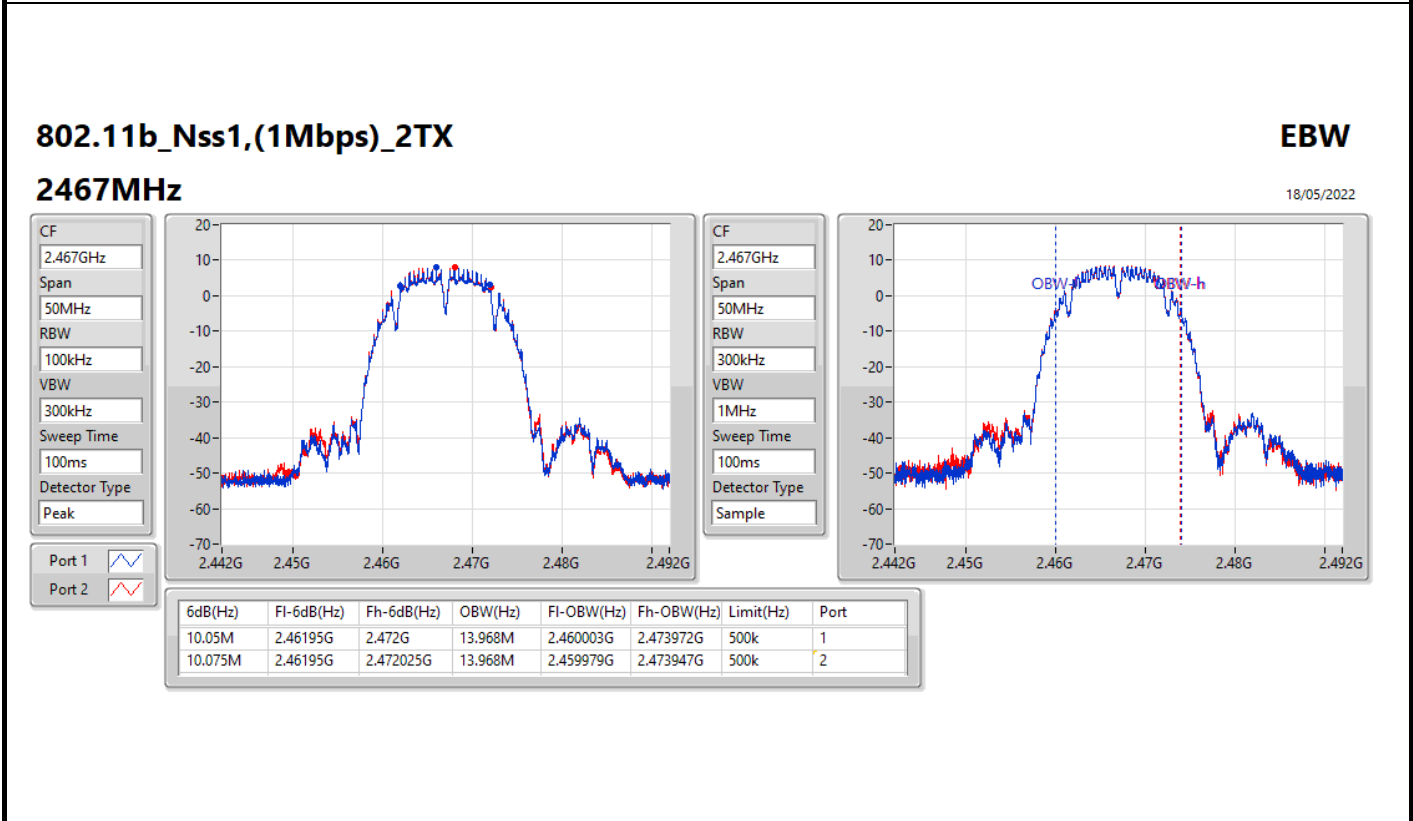 802.11b_Nss1,(1Mbps)_2TX EBW
2467MHz 18/05/2022
CF
2.467GHz
Span
50MHz
RBW
100kHz
VBW
300kHz
Sweep Time
100ms
Detector Type
Peak
Port 1
Port 2
20
10
0
-10
-20
-30
-40
-50
-60
-70
2.442G 2.45G 2.46G 2.47G 2.48G 2.492G
CF
2.467GHz
Span
50MHz
RBW
300kHz
VBW
1MHz
Sweep Time
100ms
Detector Type
Sample
20
10
0
-10
-20
-30
-40
-50
-60
-70
OBW-h
2.442G 2.45G 2.46G 2.47G 2.48G 2.492G
6dB(Hz) Fl-6dB(Hz) Fh-6dB(Hz) OBW(Hz) Fl-OBW(Hz) Fh-OBW(Hz) Limit(Hz) Port
10.05M 2.46195G 2.472G 13.968M 2.460003G 2.473972G 500k 1
10.075M 2.46195G 2.472025G 13.968M 2.459979G 2.473947G 500k 2